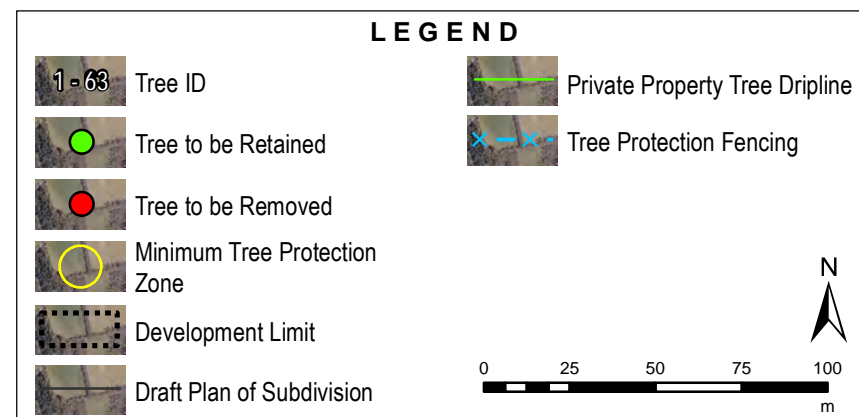 LEGEND
1 - 63 Tree ID
Tree to be Retained
Tree to be Removed
Minimum Tree Protection
Zone
Development Limit
Draft Plan of Subdivision
Private Property Tree Dripline
Tree Protection Fencing
N
0 25 50 75 100
m